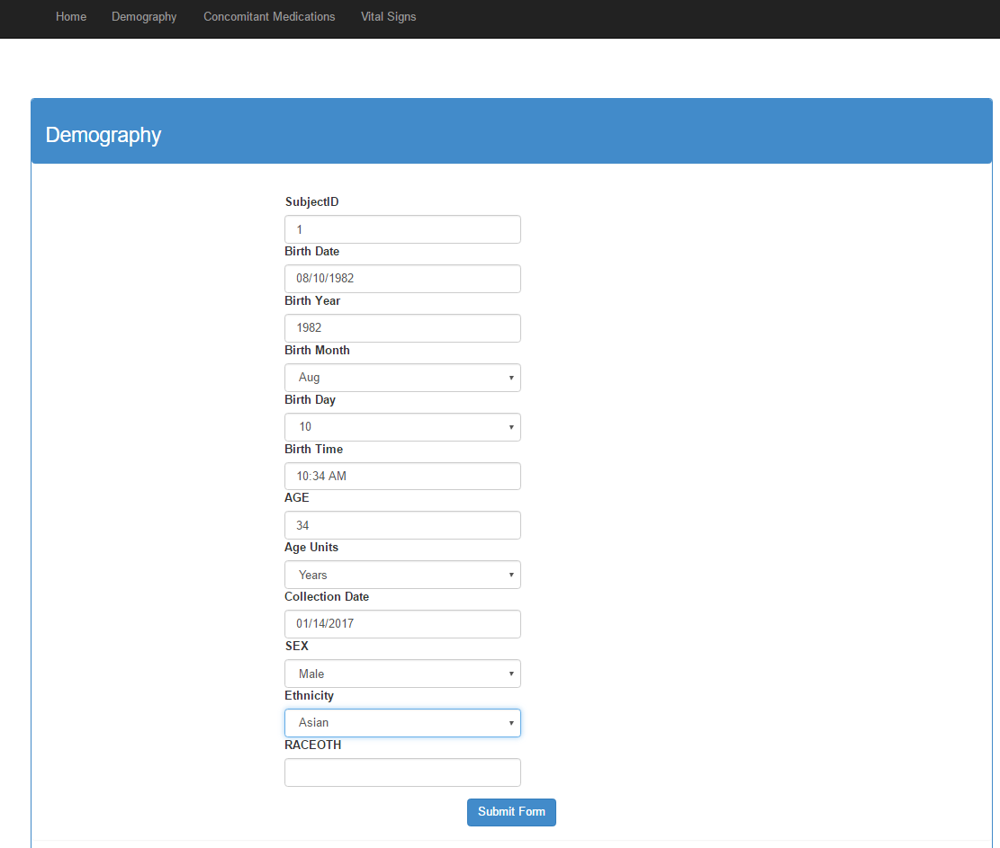 Home Demography Concomitant Medications Vital Signs
Demography
SubjectID
1
Birth Date
08/10/1982
Birth Year
1982
Birth Month
Aug
Birth Day
10
Birth Time
10:34 AM
AGE
34
Age Units
Years
Collection Date
01/14/2017
SEX
Male
Ethnicity
Asian
RACEOTH
Submit Form